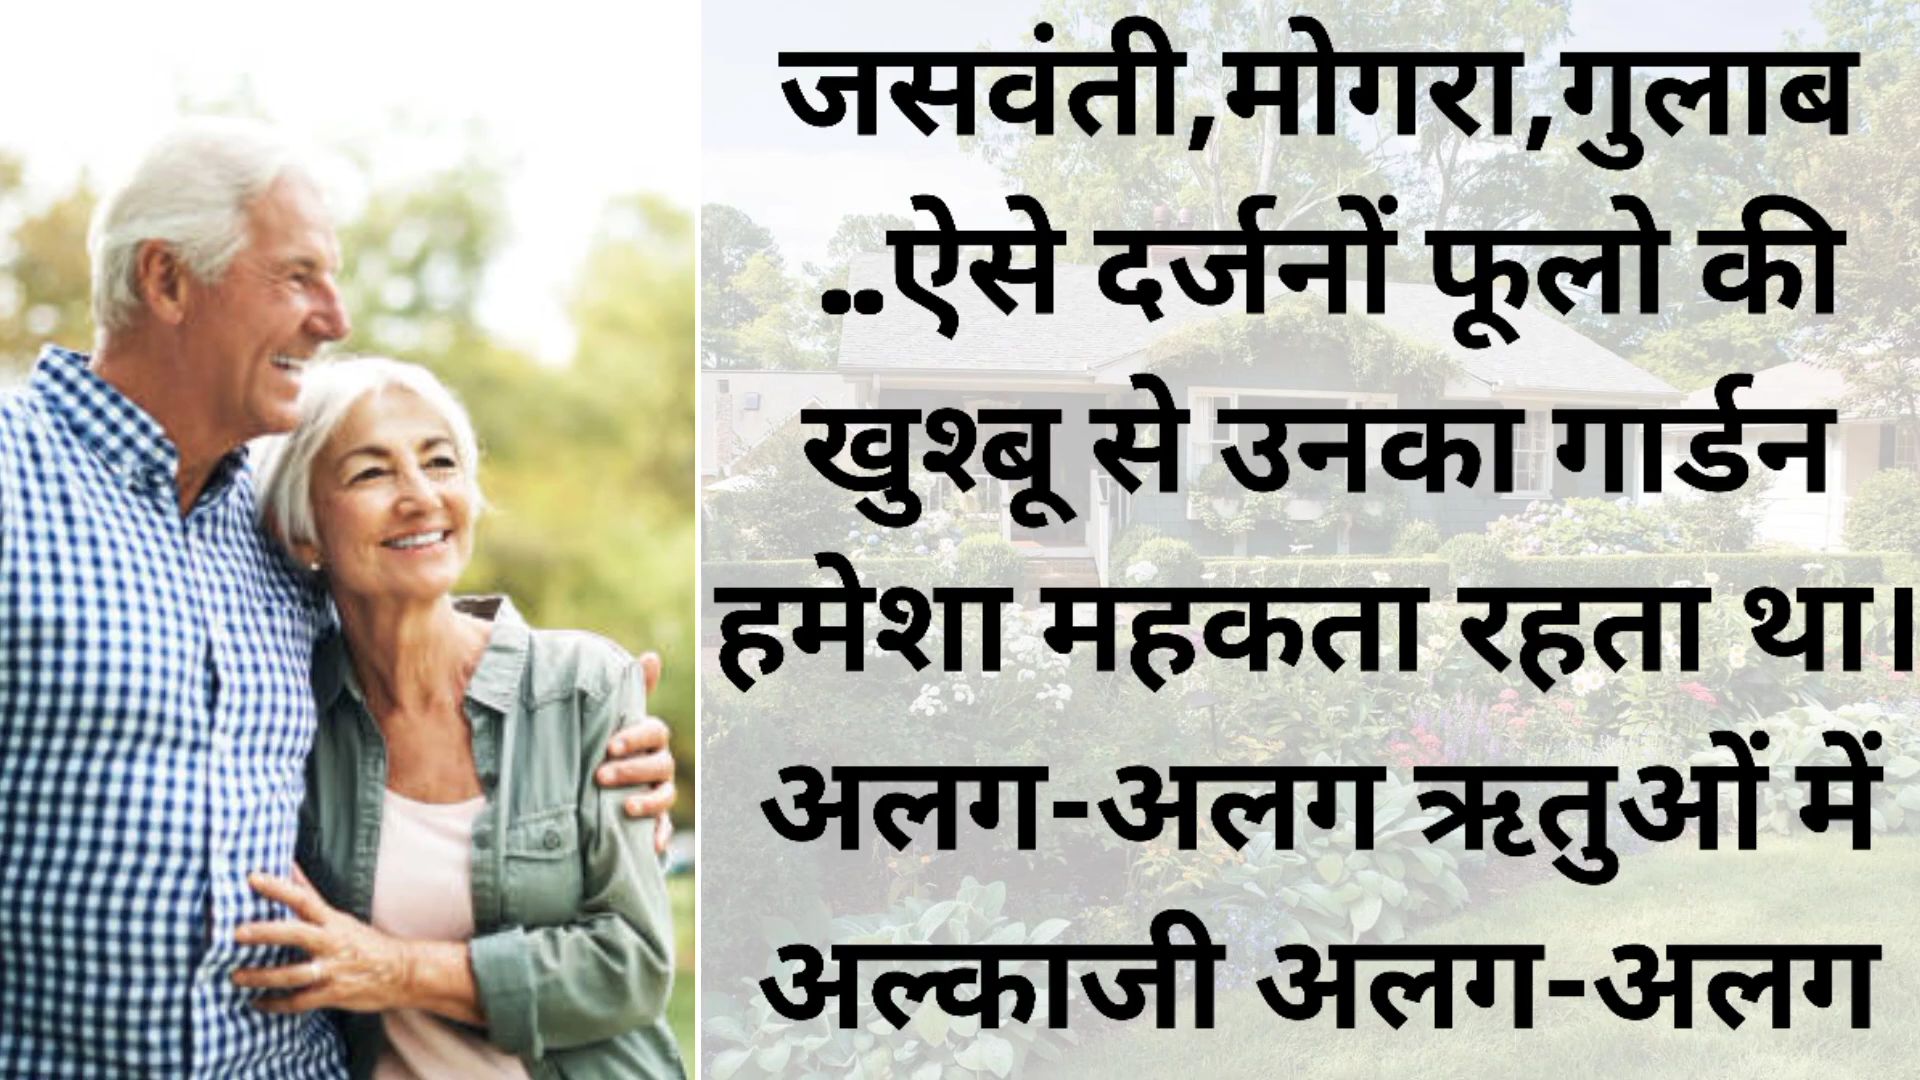 जसवंती,मोगरा,गुलाब
..ऐसे दर्जनों फूलो की
खुश्बू से उनका गार्डन
हमेशा महकता रहता था।
अलग-अलग ऋतुओं में
अल्काजी अलग-अलग